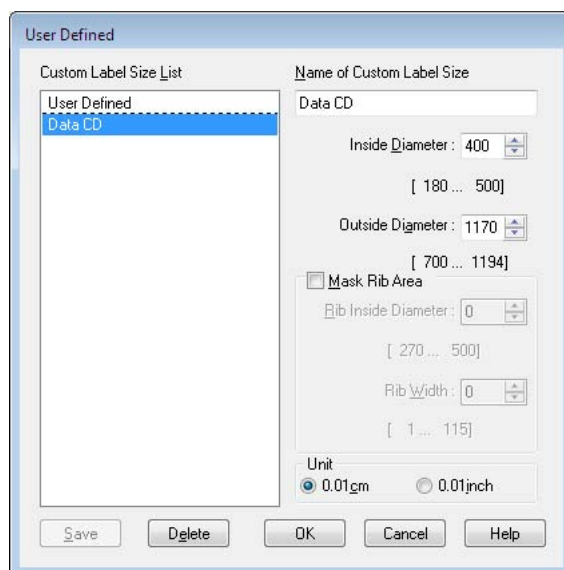 User Defined
Custom Label Size List
User Defined
Data CD
Name of Custom Label Size
Data CD
Inside Diameter : 400
[ 180 ... 500]
Outside Diameter : 1170
[ 700 ... 1194]
Mask Rib Area
Rib Inside Diameter : 0
[ 270 ... 500]
Rib Width : 0
[ 1 ... 115]
Unit
0.01cm 0.01inch
Save Delete OK Cancel Help